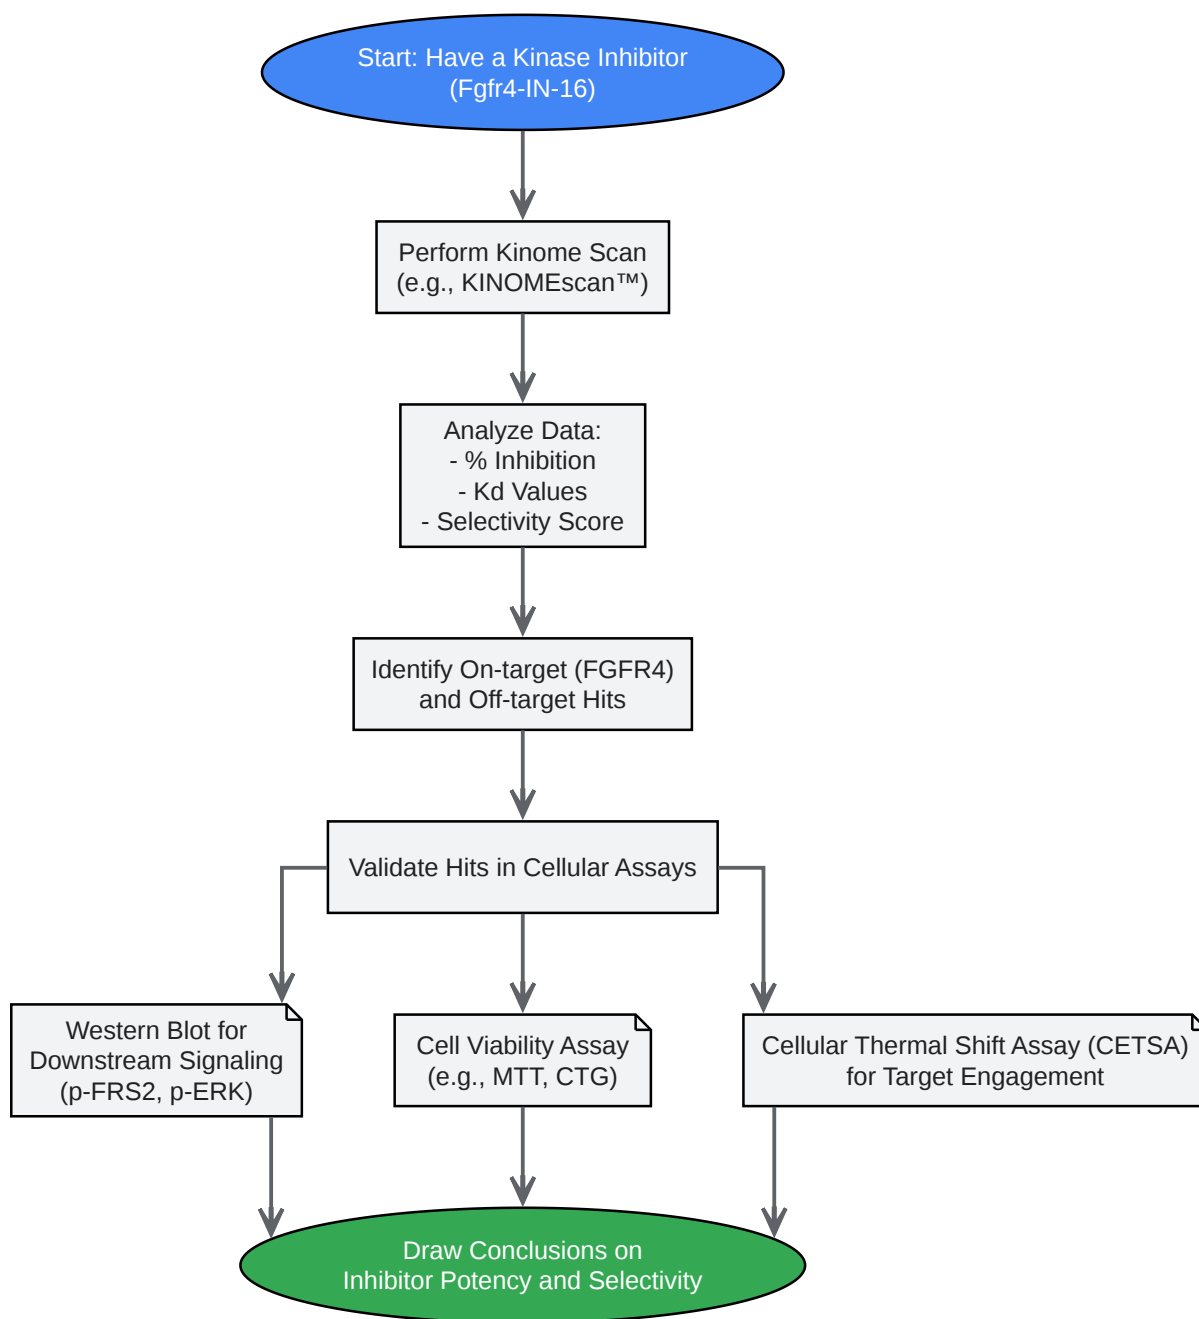 Start: Have a Kinase Inhibitor
(Fgfr4-IN-16)
Perform Kinome Scan
(e.g., KINOMEscan™)
Analyze Data:
- % Inhibition
- Kd Values
- Selectivity Score
Identify On-target (FGFR4)
and Off-target Hits
Validate Hits in Cellular Assays
Western Blot for
Downstream Signaling
(p-FRS2, p-ERK)
Cell Viability Assay
(e.g., MTT, CTG)
Cellular Thermal Shift Assay (CETSA)
for Target Engagement
Draw Conclusions on
Inhibitor Potency and Selectivity